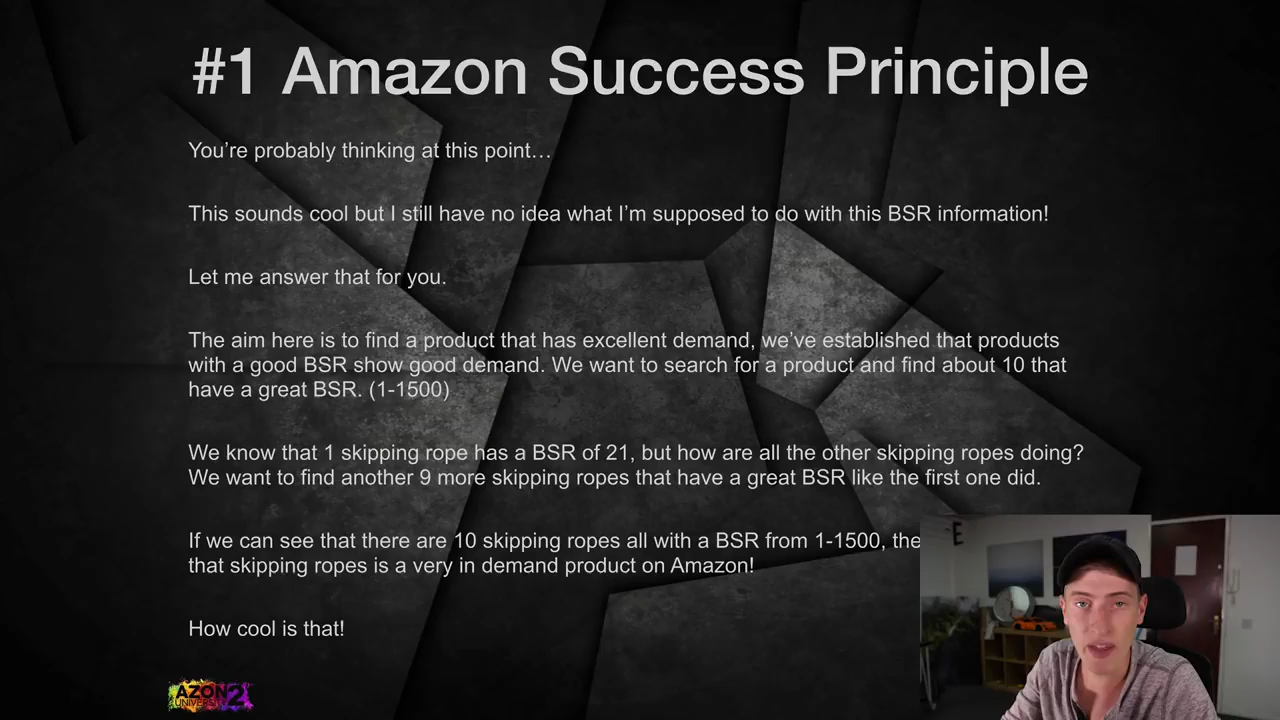 #1 Amazon Success Principle
You’re probably thinking at this point…
This sounds cool but I still have no idea what I’m supposed to do with this BSR information!
Let me answer that for you.
The aim here is to find a product that has excellent demand, we’ve established that products
with a good BSR show good demand. We want to search for a product and find about 10 that
have a great BSR. (1-1500)
We know that 1 skipping rope has a BSR of 21, but how are all the other skipping ropes doing?
We want to find another 9 more skipping ropes that have a great BSR like the first one did.
If we can see that there are 10 skipping ropes all with a BSR from 1-1500, the
that skipping ropes is a very in demand product on Amazon!
How cool is that!
E
AZON 2
UNIVERSITY